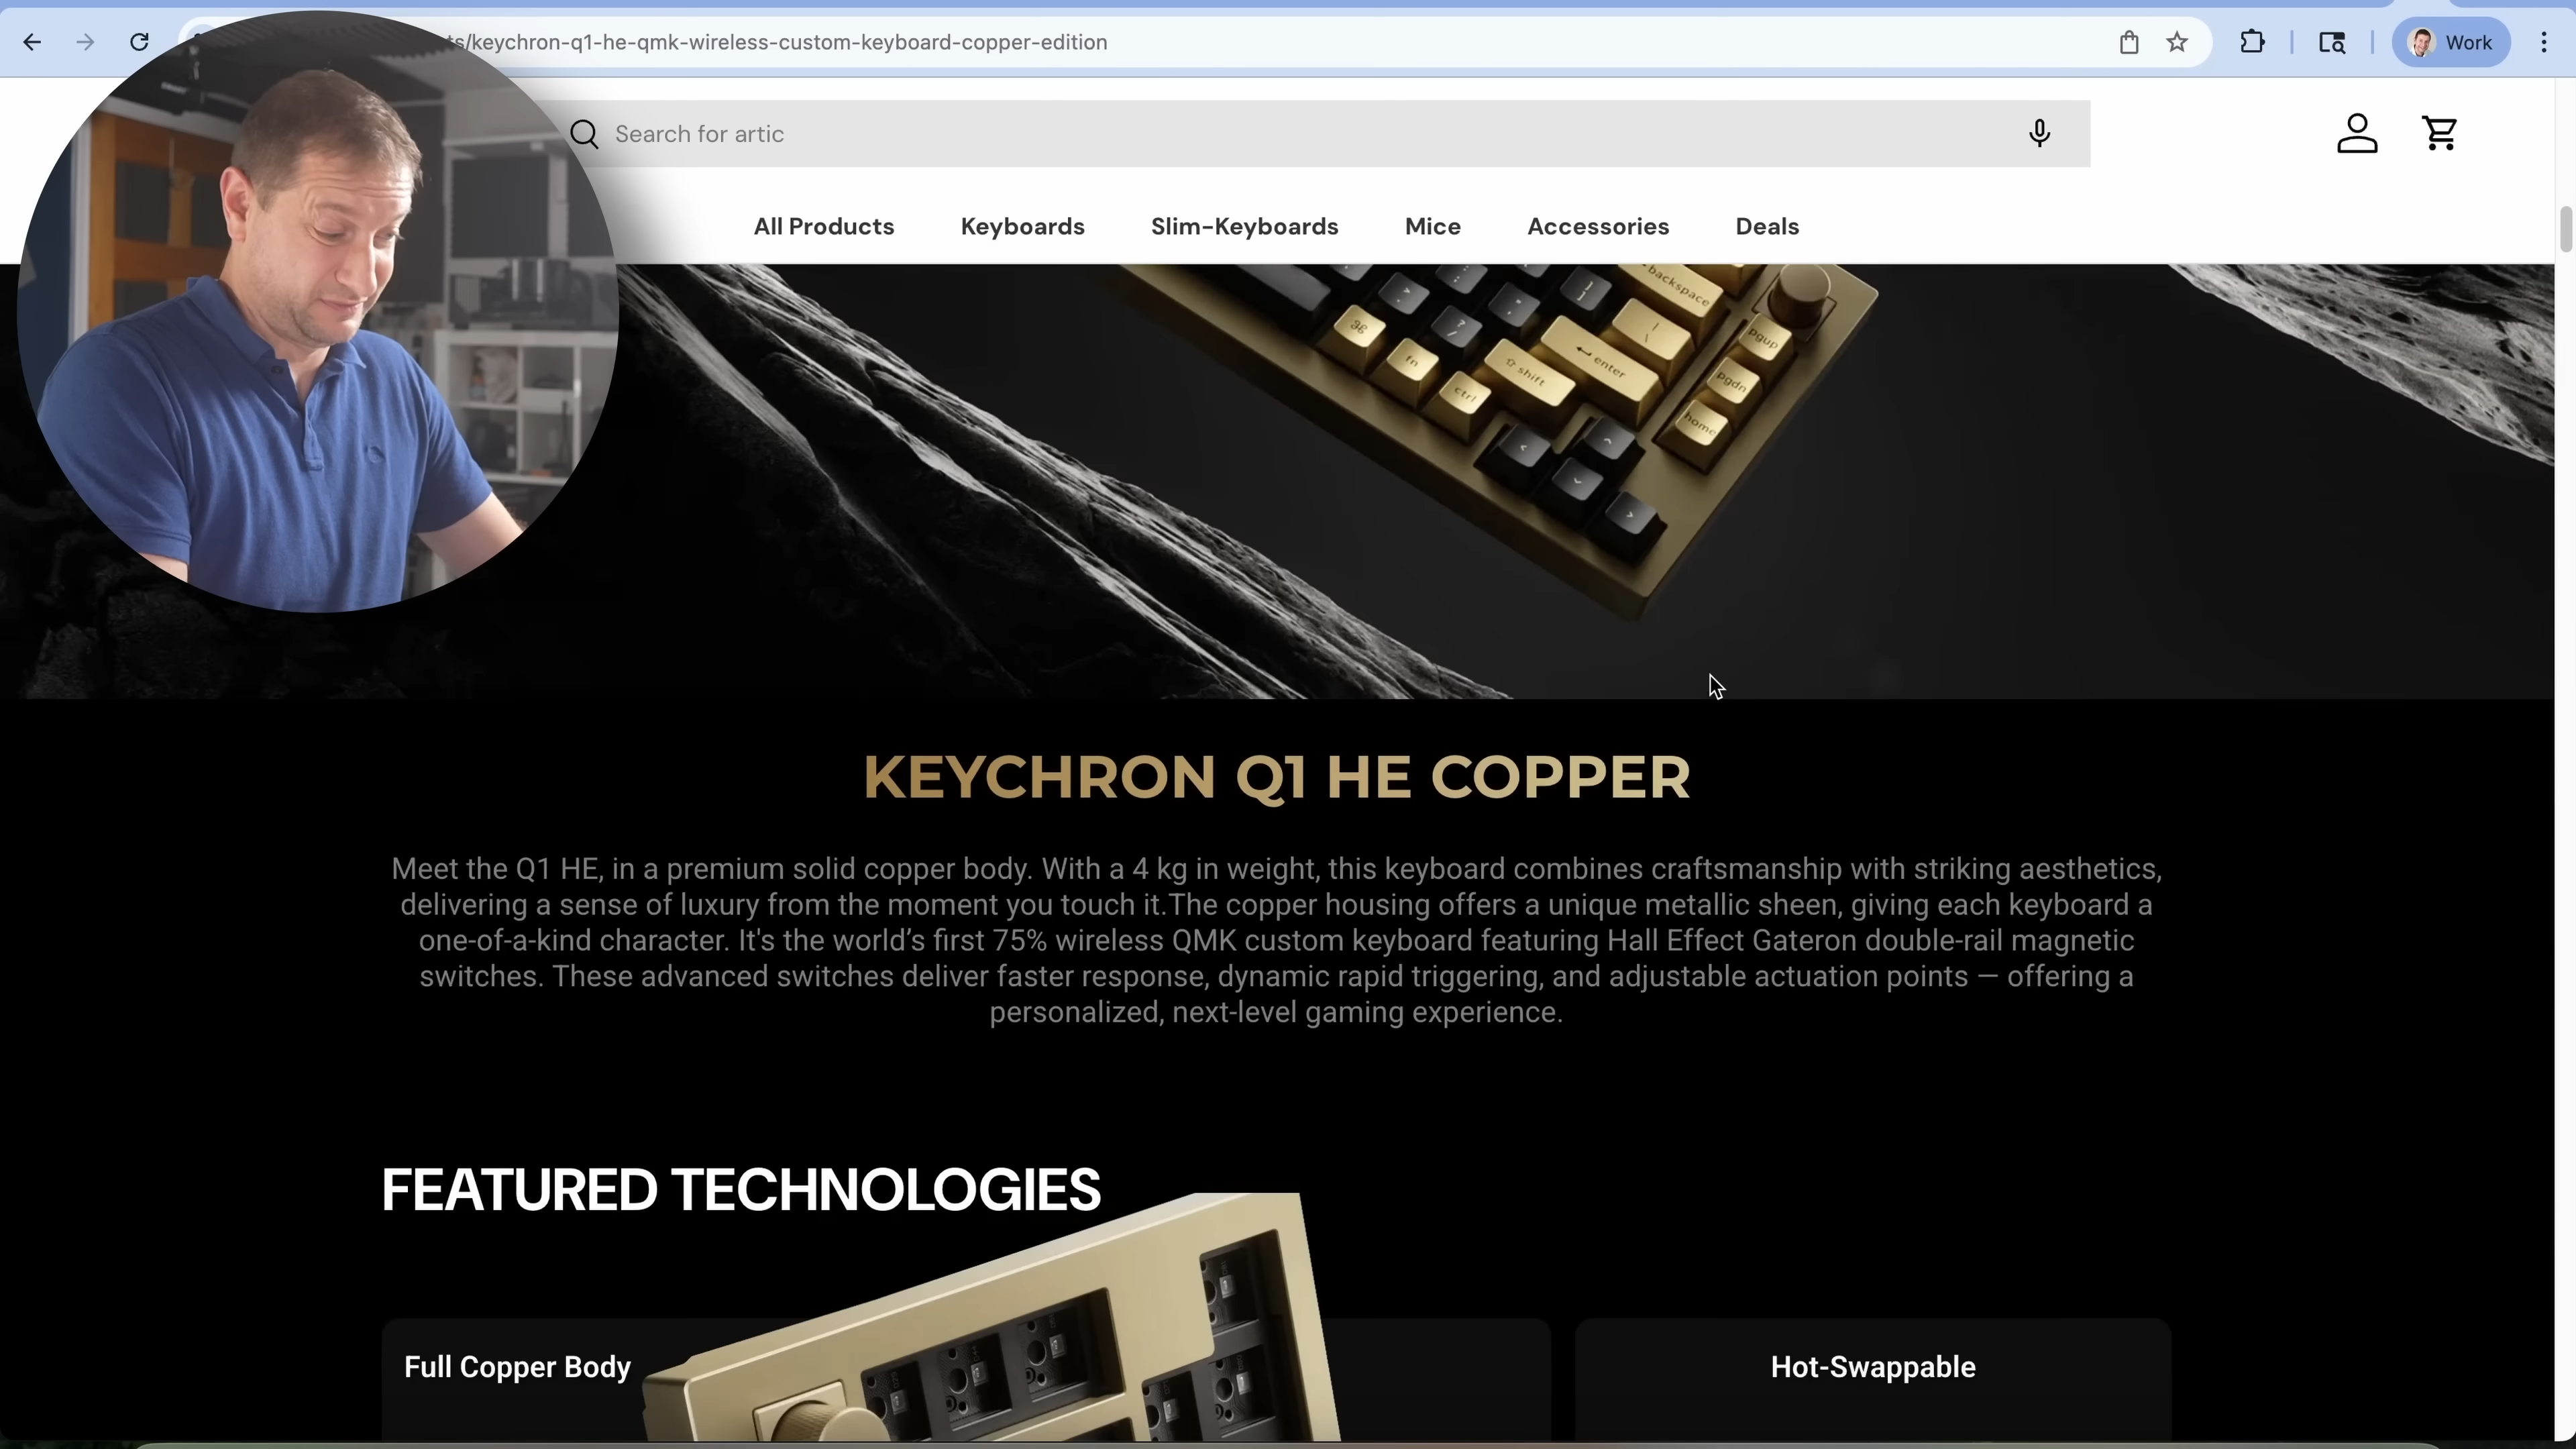 ts/keychron-q1-he-qmk-wireless-custom-keyboard-copper-edition
Work
Search for artic
All Products Keyboards Slim-Keyboards Mice Accessories Deals
backspace
pgup
enter
pgdn
shift
fn
ctrl
home
KEYCHRON Q1 HE COPPER
Meet the Q1 HE, in a premium solid copper body. With a 4 kg in weight, this keyboard combines craftsmanship with striking aesthetics,
delivering a sense of luxury from the moment you touch it.The copper housing offers a unique metallic sheen, giving each keyboard a
one-of-a-kind character. It's the world’s first 75% wireless QMK custom keyboard featuring Hall Effect Gateron double-rail magnetic
switches. These advanced switches deliver faster response, dynamic rapid triggering, and adjustable actuation points — offering a
personalized, next-level gaming experience.
FEATURED TECHNOLOGIES
Full Copper Body
Hot-Swappable